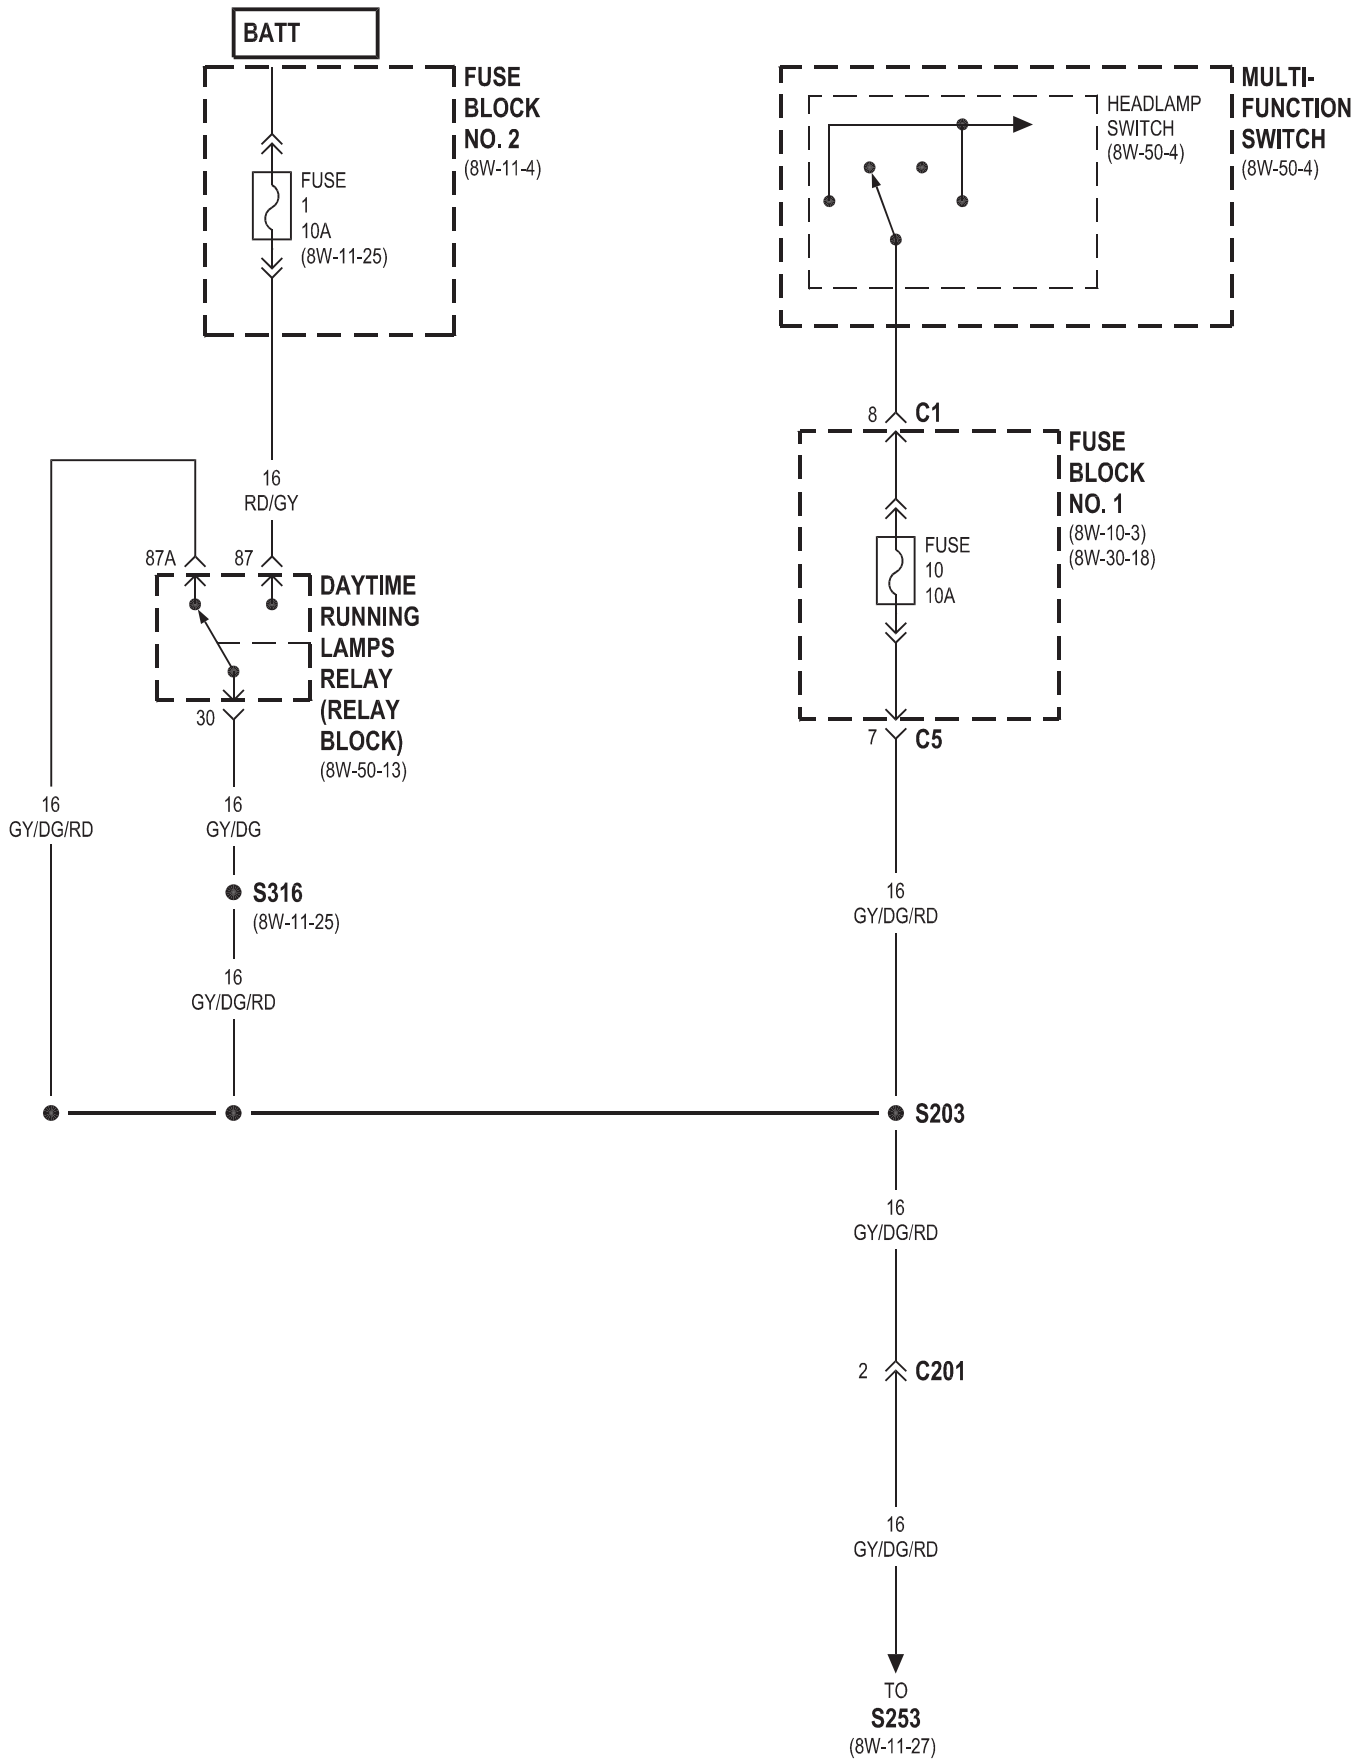 BATT
FUSE
BLOCK
NO. 2
(8W-11-4)
FUSE
1
10A
(8W-11-25)
MULTI-
FUNCTION
SWITCH
(8W-50-4)
HEADLAMP
SWITCH
(8W-50-4)
8
C1
FUSE
BLOCK
NO. 1
(8W-10-3)
(8W-30-18)
FUSE
10
10A
7
C5
16
RD/GY
87A
87
DAYTIME
RUNNING
LAMPS
RELAY
(RELAY
BLOCK)
(8W-50-13)
30
16
GY/DG/RD
16
GY/DG
S316
(8W-11-25)
16
GY/DG/RD
16
GY/DG/RD
S203
16
GY/DG/RD
2
C201
16
GY/DG/RD
TO
S253
(8W-11-27)